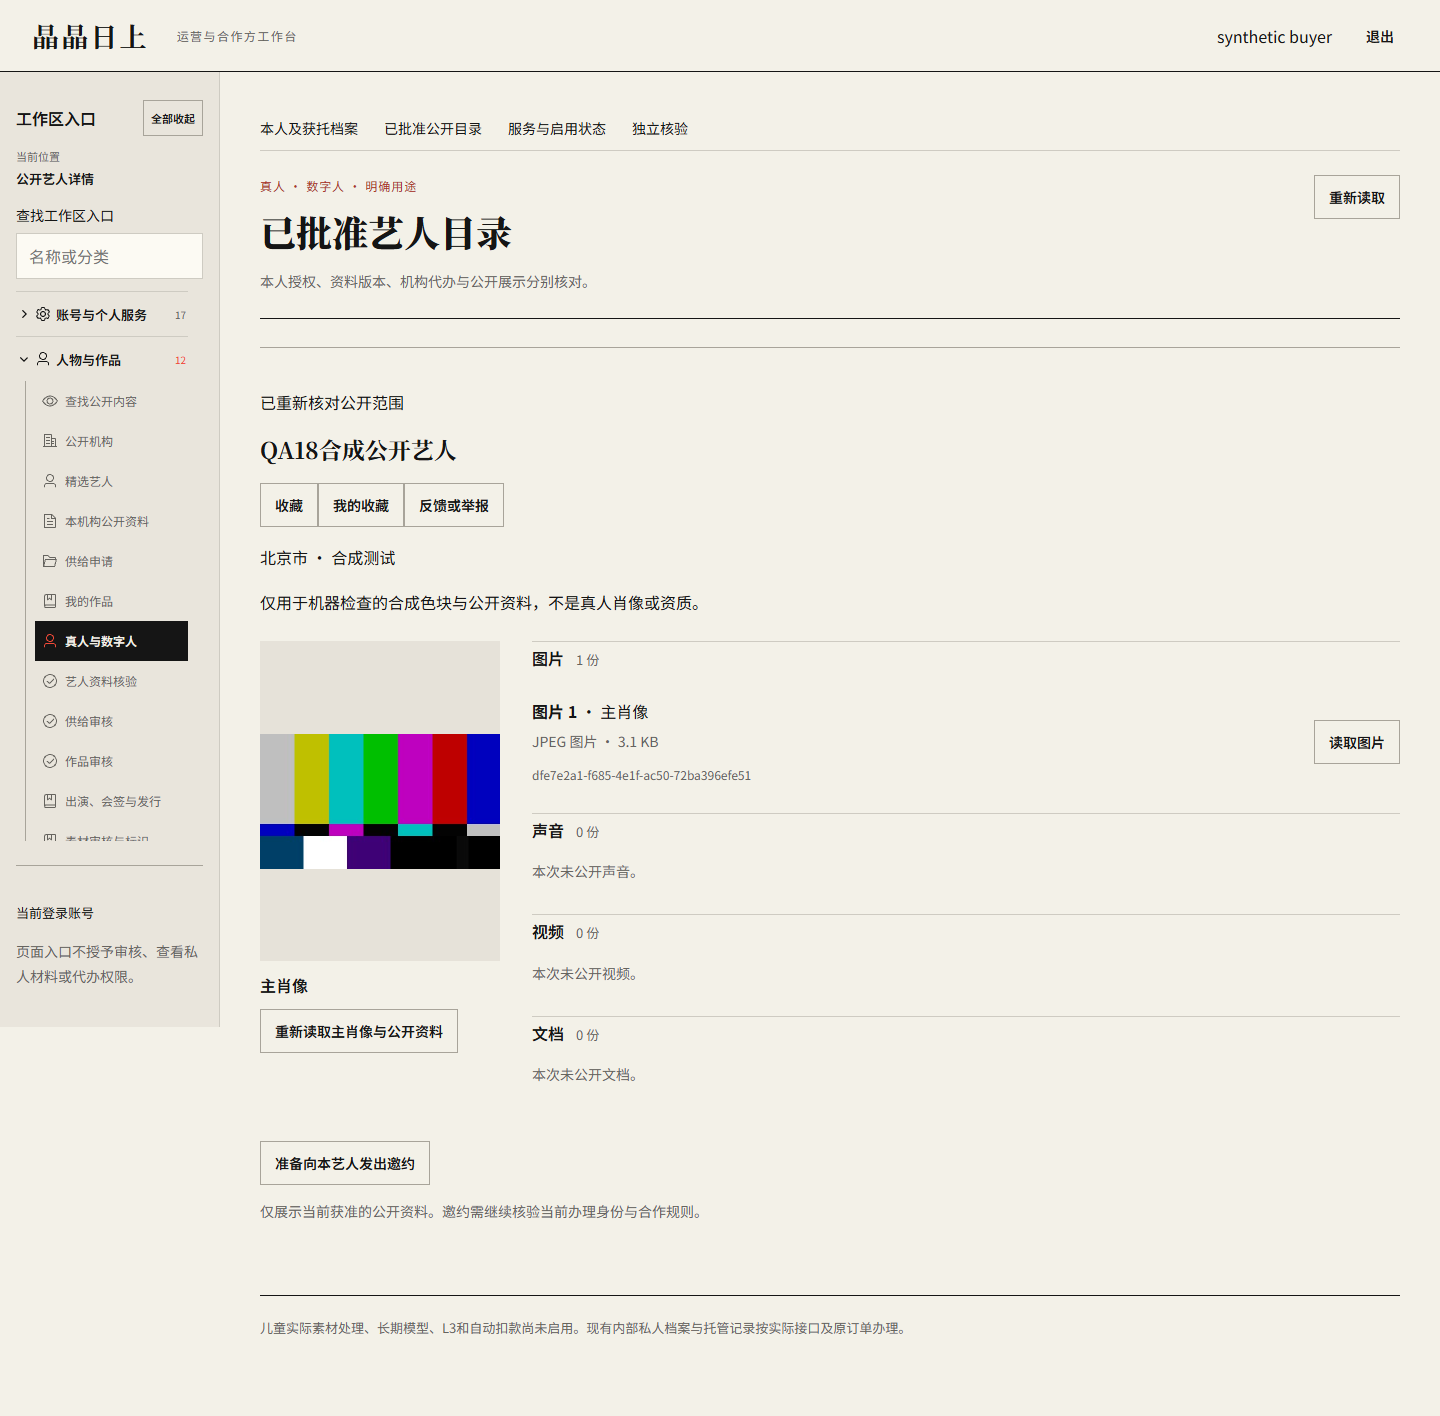 晶晶日上
运营与合作方工作台
synthetic buyer
退出
工作区入口
全部收起
当前位置
公开艺人详情
查找工作区入口
名称或分类
账号与个人服务 17
人物与作品 12
查找公开内容
公开机构
精选艺人
本机构公开资料
供给申请
我的作品
真人与数字人
艺人资料核验
供给审核
作品审核
出演、会签与发行
素材审核与标识
当前登录账号
页面入口不授予审核、查看私
人材料或代办权限。
本人及获托档案 已批准公开目录 服务与启用状态 独立核验
真人 · 数字人 · 明确用途
已批准艺人目录
重新读取
本人授权、资料版本、机构代办与公开展示分别核对。
已重新核对公开范围
QA18合成公开艺人
收藏 我的收藏 反馈或举报
北京市 · 合成测试
仅用于机器检查的合成色块与公开资料，不是真人肖像或资质。
主肖像
重新读取主肖像与公开资料
图片 1 份
图片 1 · 主肖像
JPEG 图片 · 3.1 KB
dfe7e2a1-f685-4e1f-ac50-72ba396efe51
读取图片
声音 0 份
本次未公开声音。
视频 0 份
本次未公开视频。
文档 0 份
本次未公开文档。
准备向本艺人发出邀约
仅展示当前获准的公开资料。邀约需继续核验当前办理身份与合作规则。
儿童实际素材处理、长期模型、L3和自动扣款尚未启用。现有内部私人档案与托管记录按实际接口及原订单办理。